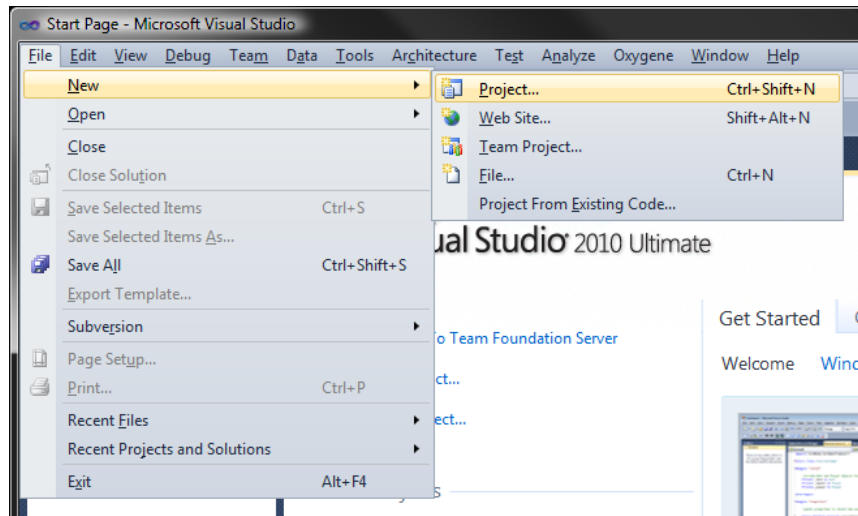 Start Page - Microsoft Visual Studio
File Edit View Debug Team Data Tools Architecture Test Analyze Oxygene Window Help
New
Open
Close
Close Solution
Save Selected Items Ctrl+S
Save Selected Items As...
Save All Ctrl+Shift+S
Export Template...
Subversion
Page Setup...
Print... Ctrl+P
Recent Files
Recent Projects and Solutions
Exit Alt+F4
Project... Ctrl+Shift+N
Web Site... Shift+Alt+N
Team Project...
File... Ctrl+N
Project From Existing Code...
ual Studio 2010 Ultimate
o Team Foundation Server
ct...
ect...
Get Started
Welcome Wind